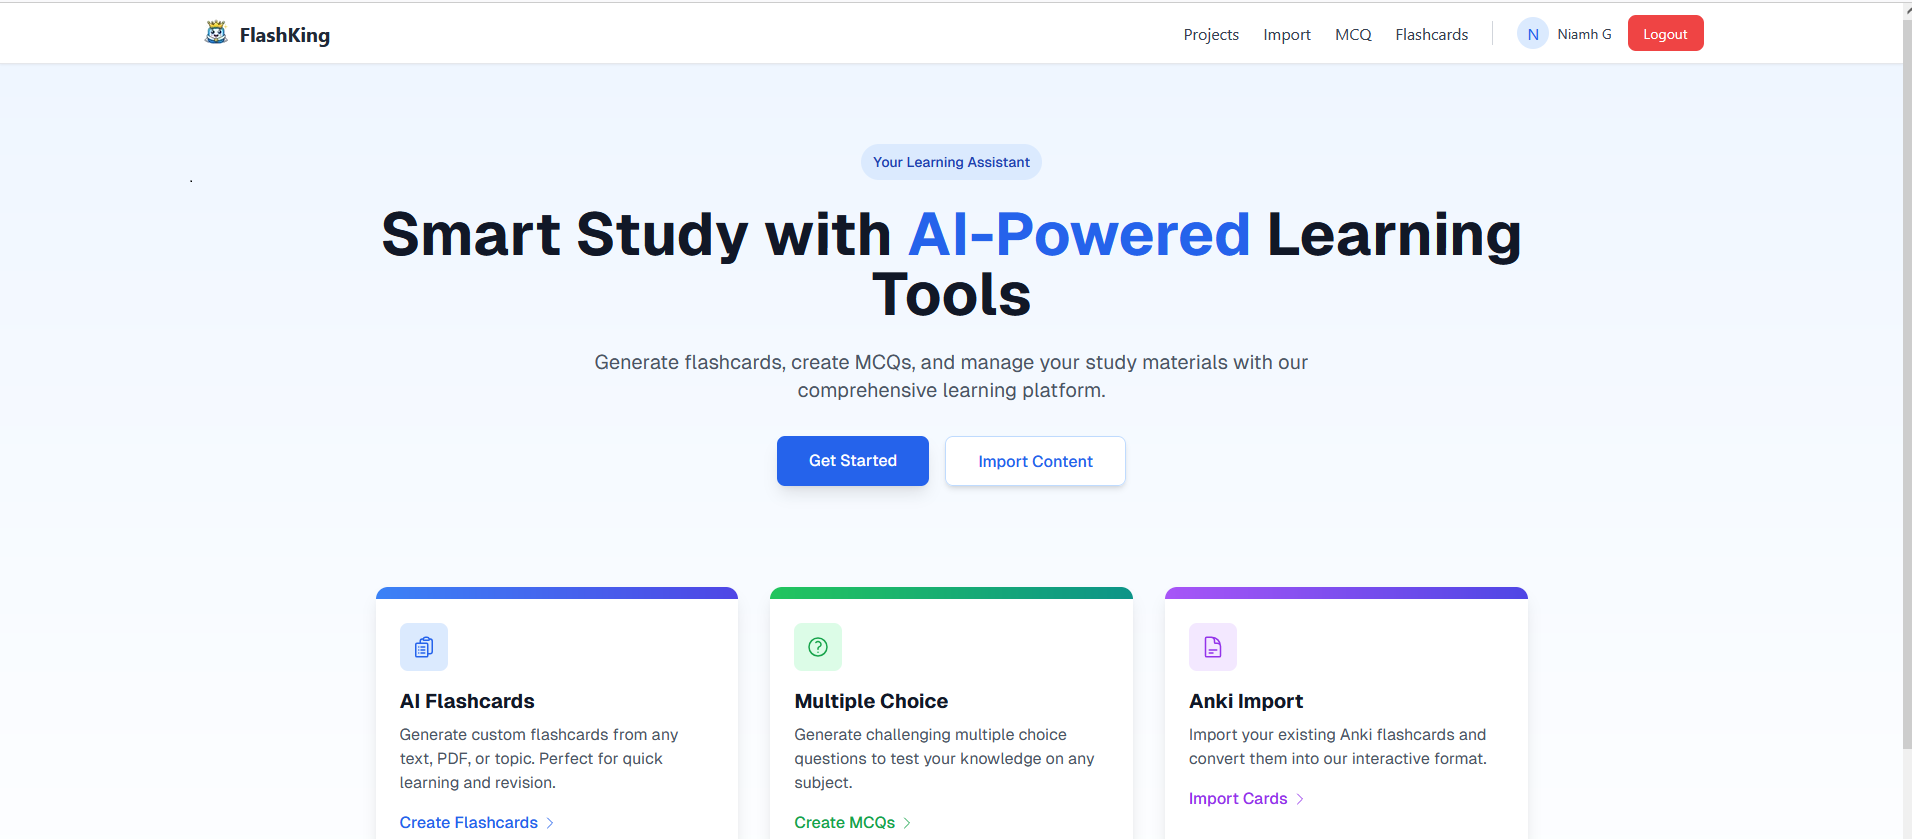 FlashKing
Projects Import MCQ Flashcards N Niamh G Logout
Your Learning Assistant
Smart Study with AI-Powered Learning
Tools
Generate flashcards, create MCQs, and manage your study materials with our
comprehensive learning platform.
Get Started
Import Content
AI Flashcards
Generate custom flashcards from any
text, PDF, or topic. Perfect for quick
learning and revision.
Create Flashcards
Multiple Choice
Generate challenging multiple choice
questions to test your knowledge on any
subject.
Create MCQs
Anki Import
Import your existing Anki flashcards and
convert them into our interactive format.
Import Cards